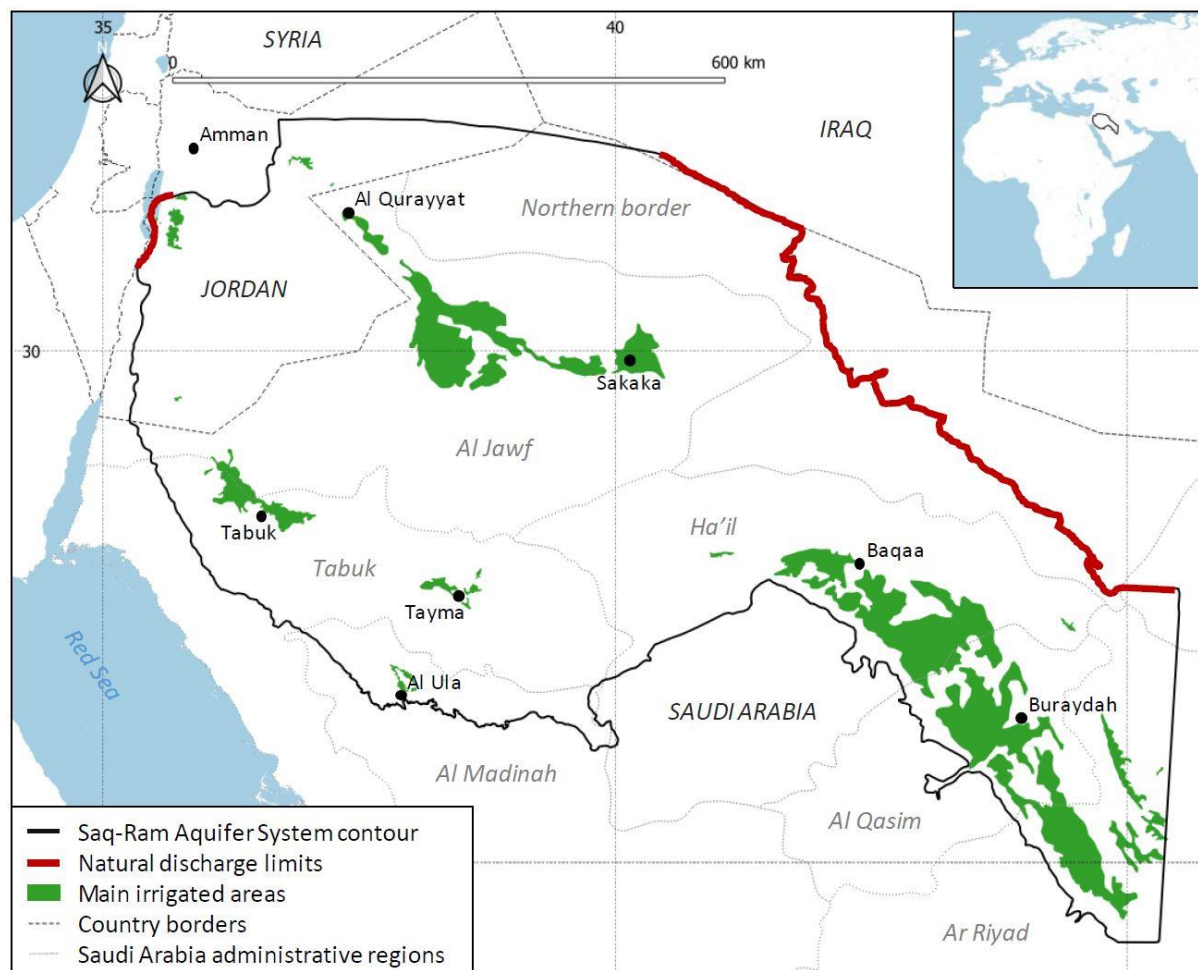 35
40
SYRIA
N
0
600 km
Amman
IRAQ
Al Qurayyat
Northern border
JORDAN
30
Sakaka
Al Jawf
Tabuk
Ha’il
Baqaa
Tabuk
Tayma
Red Sea
Al Ula
SAUDI ARABIA
Buraydah
Al Madinah
Al Qasim
Ar Riyad
Saq-Ram Aquifer System contour
Natural discharge limits
Main irrigated areas
Country borders
Saudi Arabia administrative regions